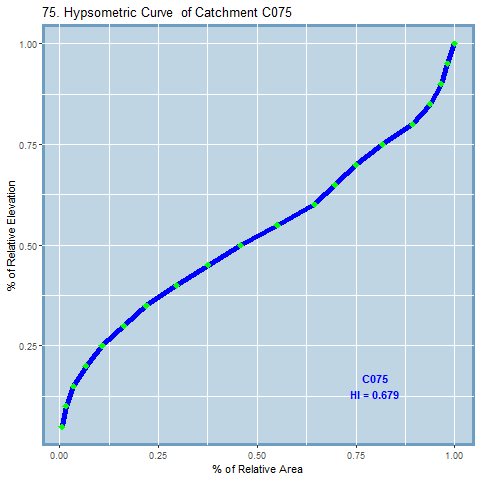 75. Hypsometric Curve  of Catchment C075
% of Relative Elevation
1.00
0.75
0.50
0.25
C075
HI = 0.679
0.00 0.25 0.50 0.75 1.00
% of Relative Area